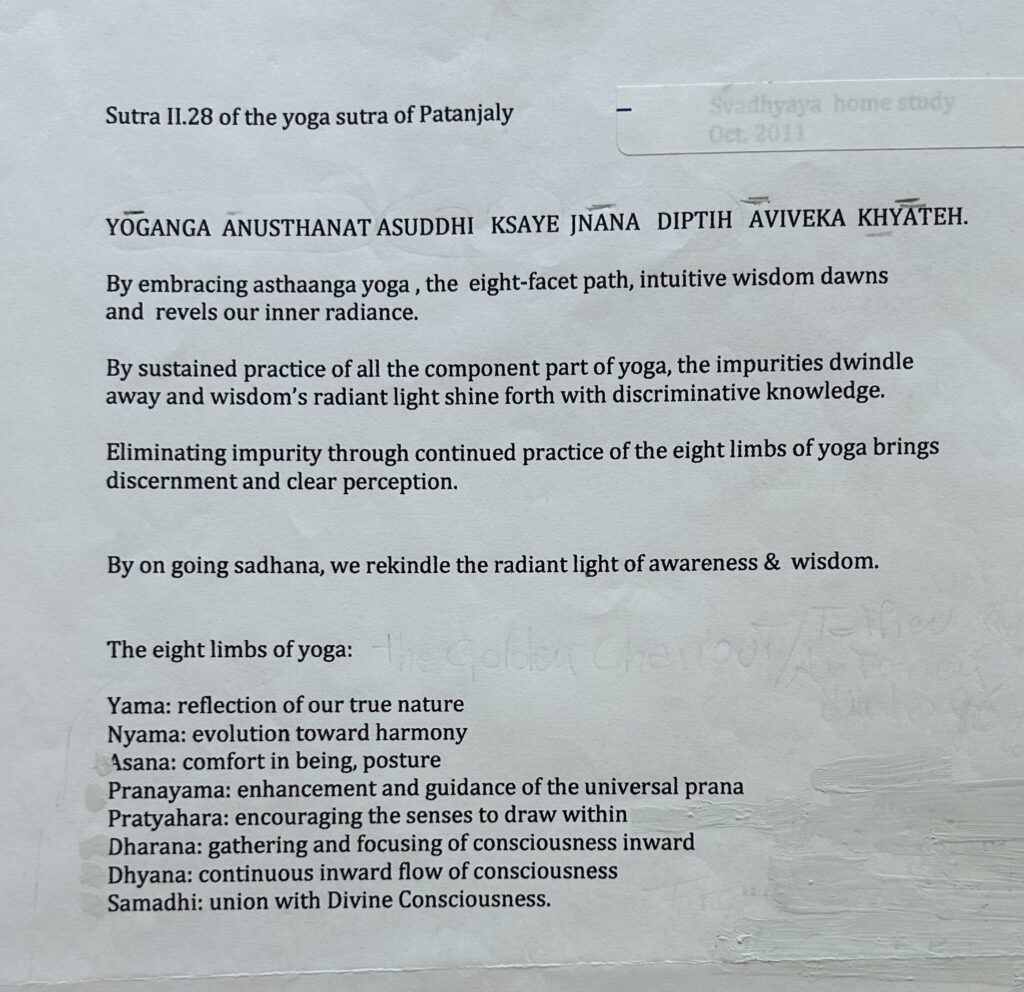 Sutra II.28 of the yoga sutra of Patanjaly
Svadhyaya home study
Oct. 2011
YŌGANGA ĀNUSTHANAT ASUDDHI KSAYE JNĀNA DIPTIH ĀVIVEKA KHYĀTEH.
By embracing asthaanga yoga , the eight-facet path, intuitive wisdom dawns
and revels our inner radiance.
By sustained practice of all the component part of yoga, the impurities dwindle
away and wisdom's radiant light shine forth with discriminative knowledge.
Eliminating impurity through continued practice of the eight limbs of yoga brings
discernment and clear perception.
By on going sadhana, we rekindle the radiant light of awareness & wisdom.
The eight limbs of yoga: the Golden Chariout
Yama: reflection of our true nature
Nyama: evolution toward harmony
Asana: comfort in being, posture
Pranayama: enhancement and guidance of the universal prana
Pratyahara: encouraging the senses to draw within
Dharana: gathering and focusing of consciousness inward
Dhyana: continuous inward flow of consciousness
Samadhi: union with Divine Consciousness.